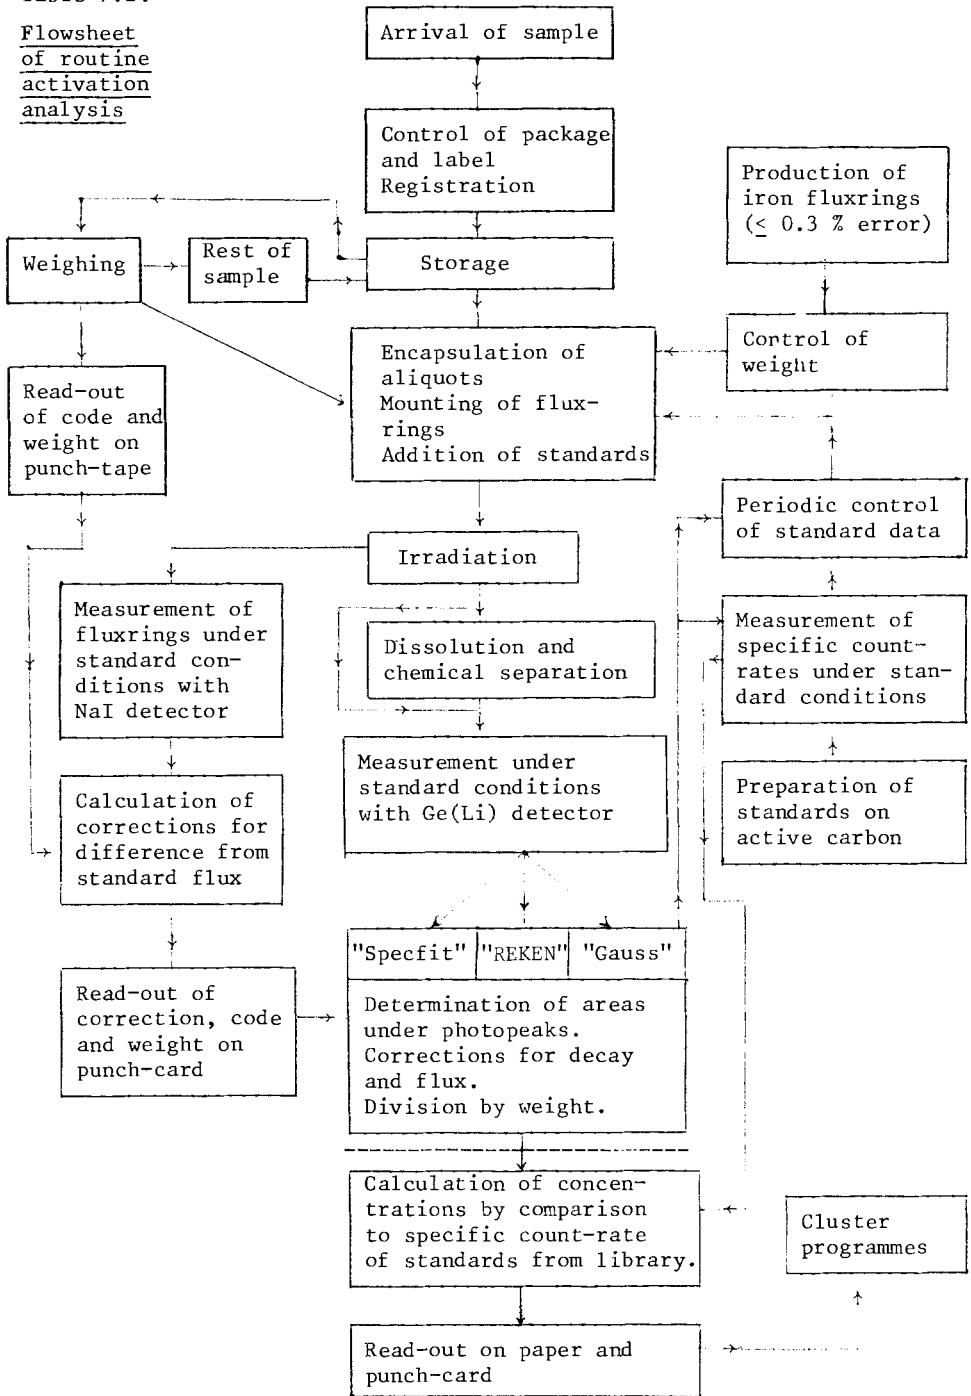 Flowsheet
of routine
activation
analysis
Arrival of sample
Control of package
and label
Registration
Production of
iron fluxrings
(≤ 0.3 % error)
Weighing
Rest of
sample
Storage
Encapsulation of
aliquots
Mounting of flux-
rings
Addition of standards
Control of
weight
Read-out
of code and
weight on
punch-tape
Periodic control
of standard data
Irradiation
Measurement of
fluxrings under
standard con-
ditions with
NaI detector
Dissolution and
chemical separation
Measurement of
specific count-
rates under stan-
dard conditions
Measurement under
standard conditions
with Ge(Li) detector
Preparation of
standards on
active carbon
Calculation of
corrections for
difference from
standard flux
"Specfit" "REKEN" "Gauss"
Determination of areas
under photopeaks.
Corrections for decay
and flux.
Division by weight.
Read-out of
correction, code
and weight on
punch-card
Calculation of concen-
trations by comparison
to specific count-rate
of standards from library.
Cluster
programmes
Read-out on paper and
punch-card